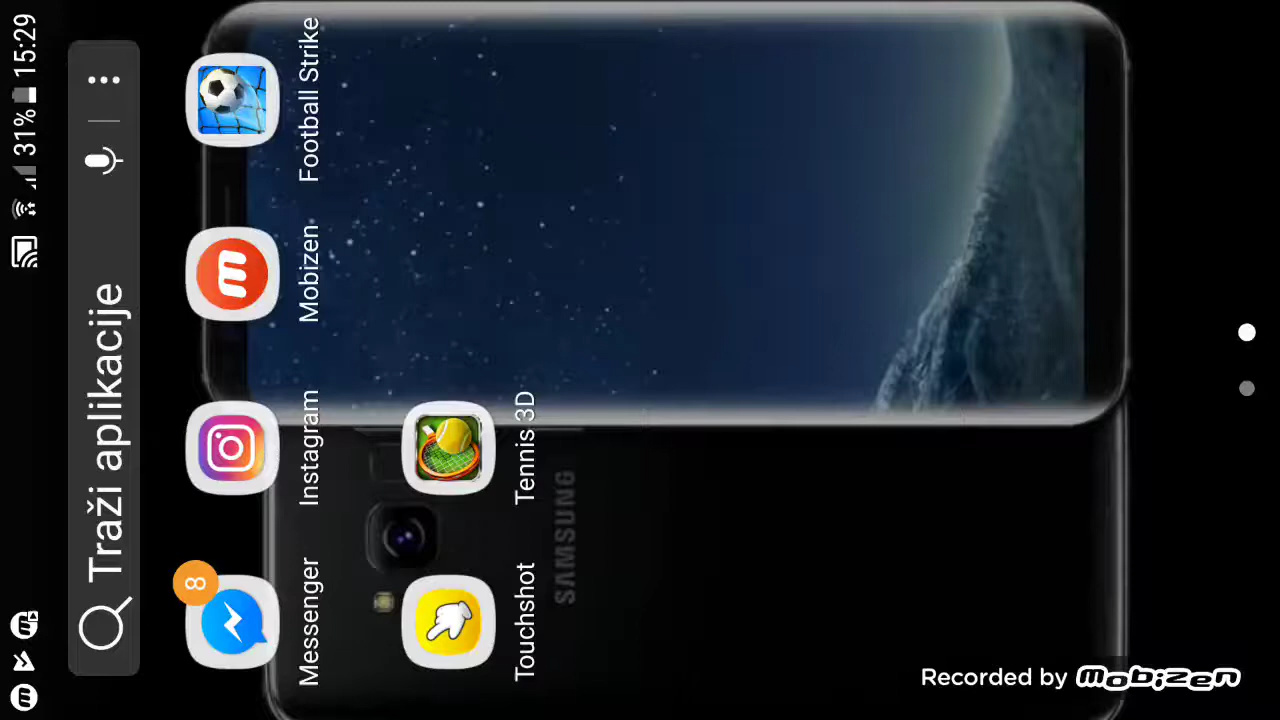 31% 15:29
Traži aplikacije
8
Messenger
Instagram
Mobizen
Football Strike
Touchshot
Tennis 3D
SAMSUNG
Recorded by mobizen